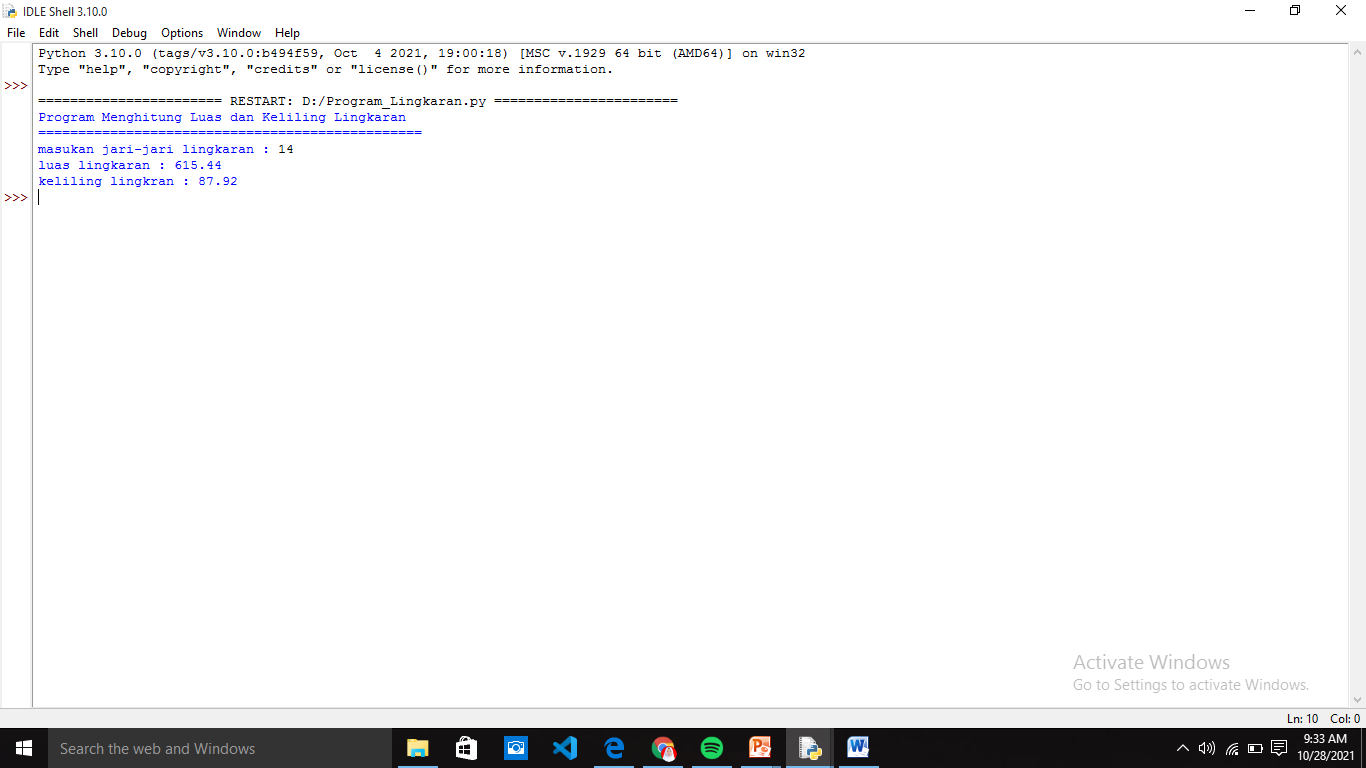 IDLE Shell 3.10.0
File Edit Shell Debug Options Window Help
Python 3.10.0 (tags/v3.10.0:b494f59, Oct  4 2021, 19:00:18) [MSC v.1929 64 bit (AMD64)] on win32
Type "help", "copyright", "credits" or "license()" for more information.
>>>
======================= RESTART: D:/Program_Lingkaran.py =======================
Program Menghitung Luas dan Keliling Lingkaran
================================================
masukan jari-jari lingkaran : 14
luas lingkaran : 615.44
keliling lingkran : 87.92
>>>
Activate Windows
Go to Settings to activate Windows.
Ln: 10 Col: 0
Search the web and Windows
9:33 AM
10/28/2021